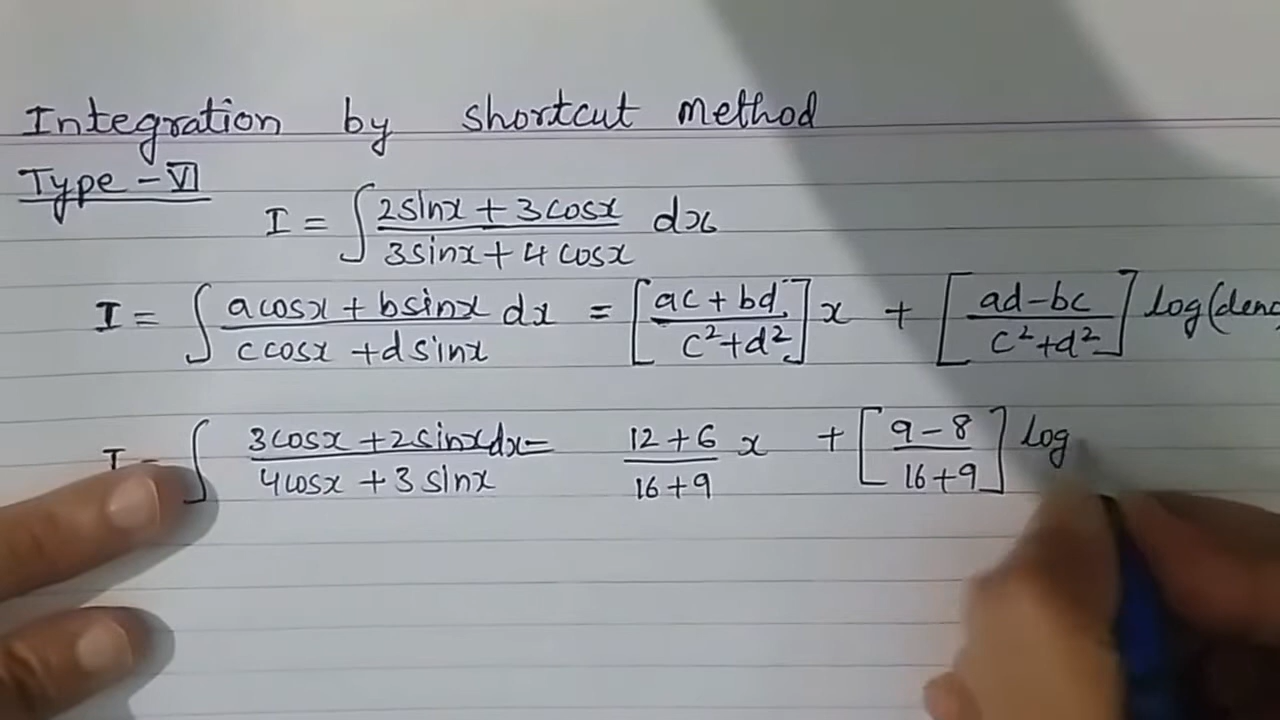 Integration by shortcut method
Type - VI
I = ∫ (2sinx + 3cosx)/(3sinx + 4cosx) dx
I = ∫ (acosx + bsinx)/(ccosx + dsinx) dx = [(ac + bd)/(c² + d²)] x + [(ad - bc)/(c² + d²)] log(deno
I = ∫ (3cosx + 2sinx)/(4cosx + 3sinx) dx = (12 + 6)/(16 + 9) x + [(9 - 8)/(16 + 9)] log